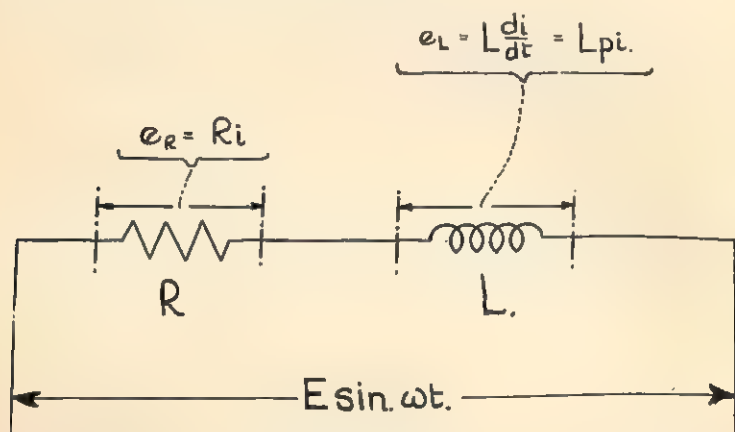 e_L = L di/dt = Lpi.
e_R = Ri
R
L.
E sin. ωt.